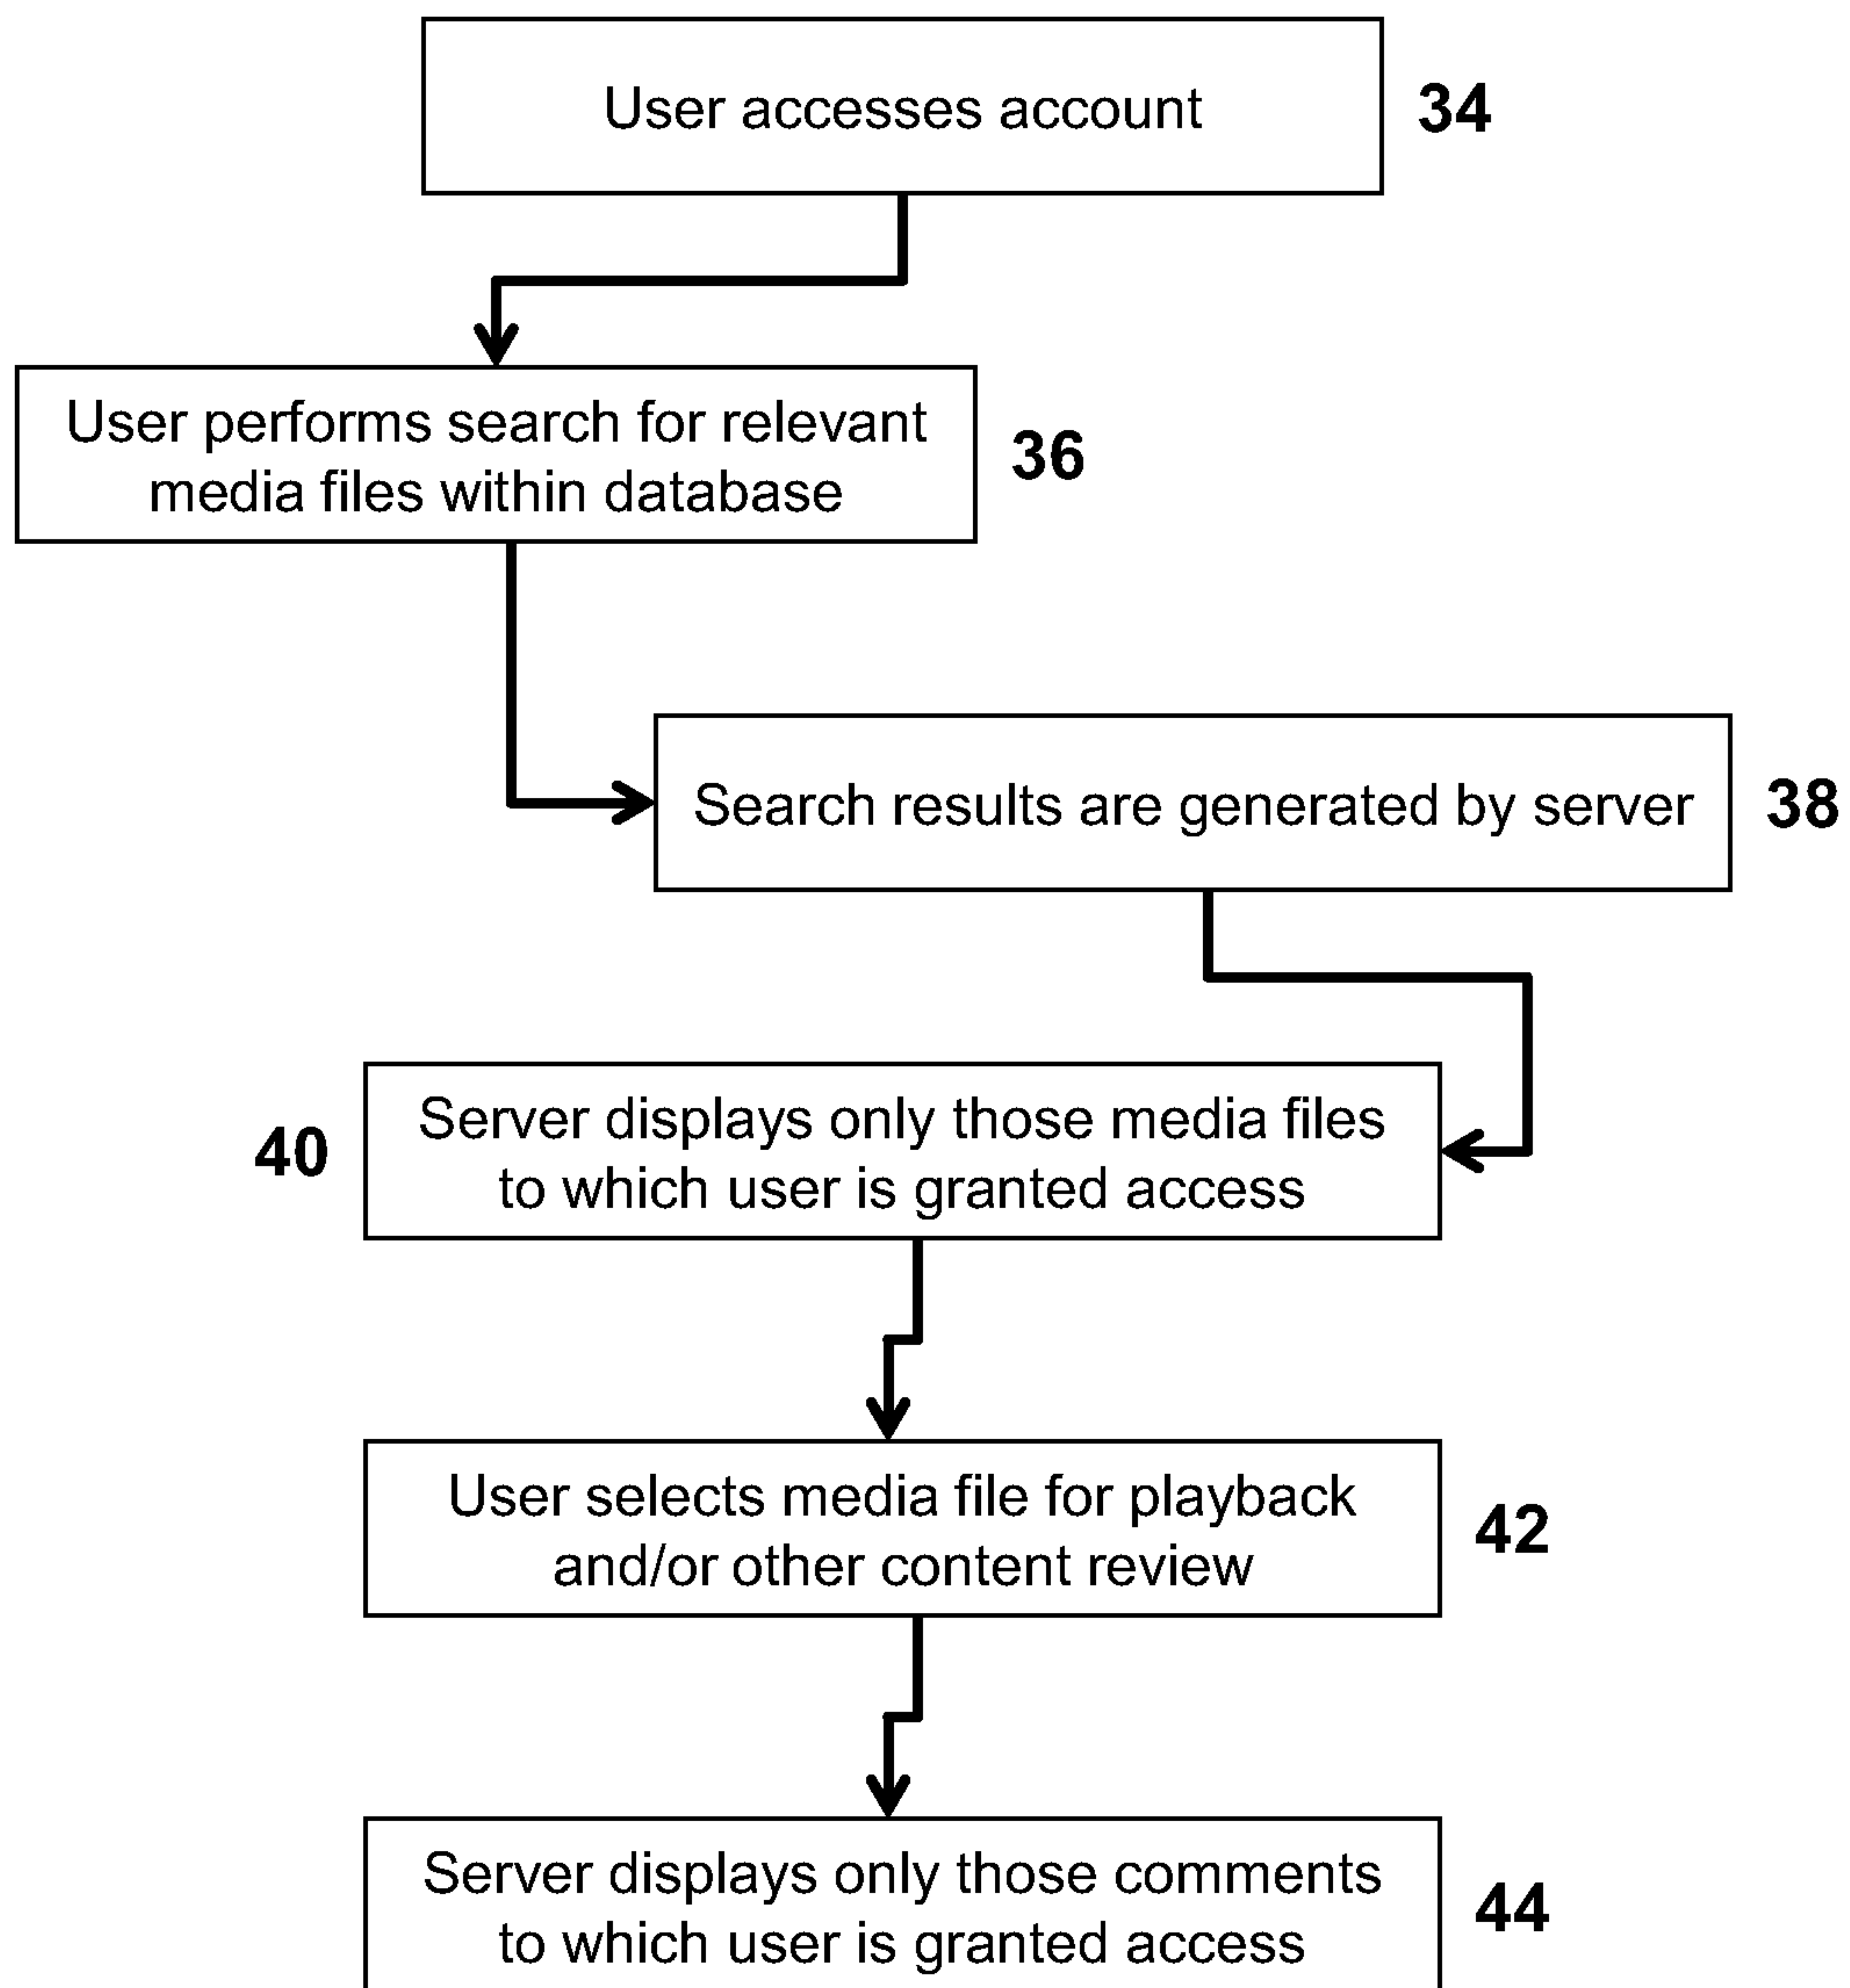 User accesses account
34
User performs search for relevant
media files within database
36
Search results are generated by server
38
40
Server displays only those media files
to which user is granted access
User selects media file for playback
and/or other content review
42
Server displays only those comments
to which user is granted access
44